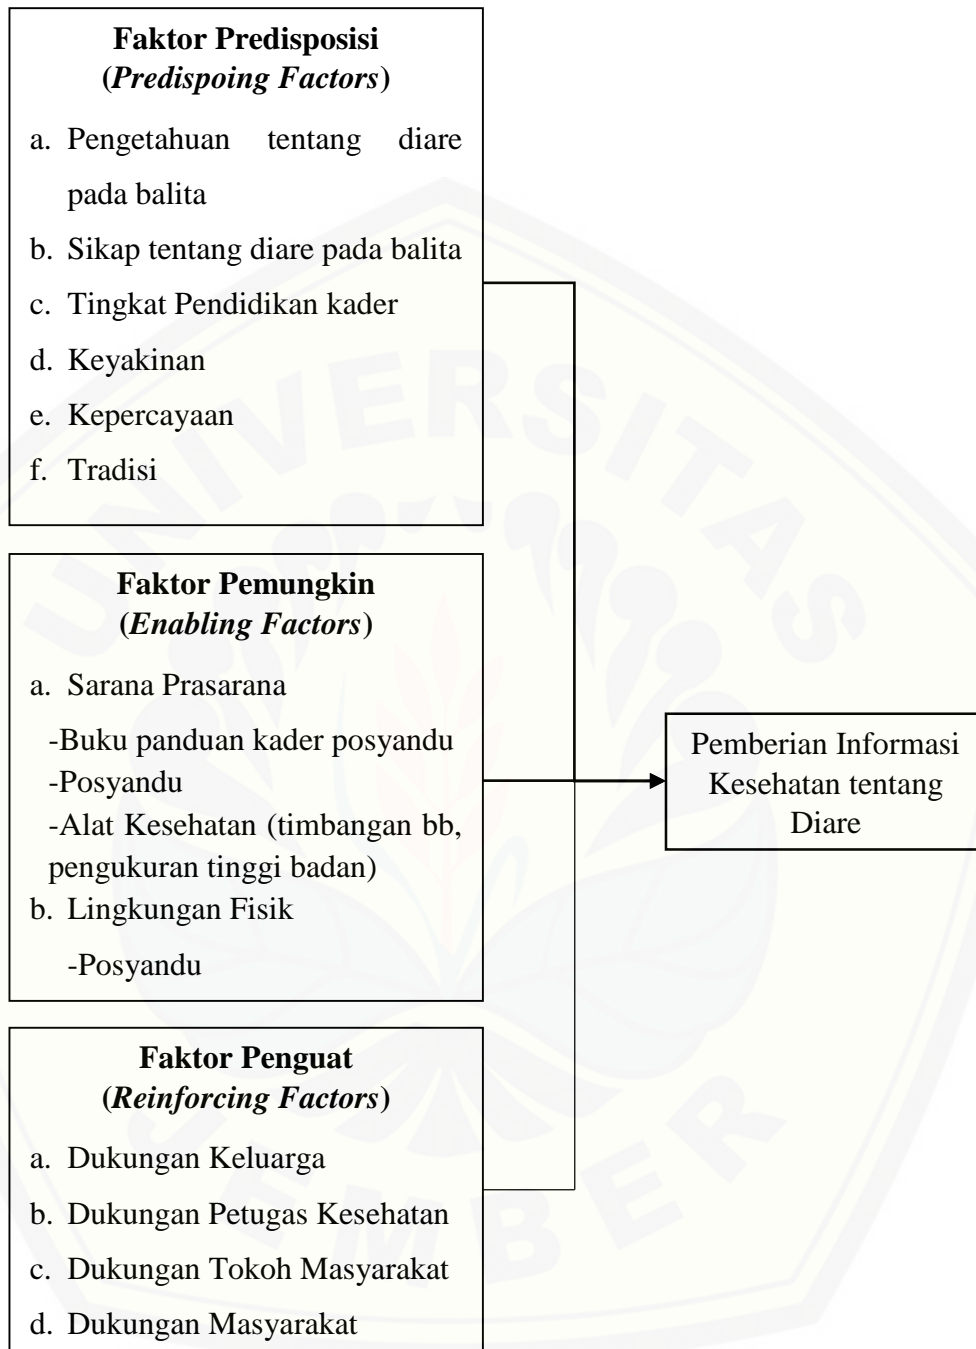 Faktor Predisposisi
(Predispoing Factors)
a. Pengetahuan tentang diare
pada balita
b. Sikap tentang diare pada balita
c. Tingkat Pendidikan kader
d. Keyakinan
e. Kepercayaan
f. Tradisi
Faktor Pemungkin
(Enabling Factors)
a. Sarana Prasarana
-Buku panduan kader posyandu
-Posyandu
-Alat Kesehatan (timbangan bb,
pengukuran tinggi badan)
b. Lingkungan Fisik
-Posyandu
Faktor Penguat
(Reinforcing Factors)
a. Dukungan Keluarga
b. Dukungan Petugas Kesehatan
c. Dukungan Tokoh Masyarakat
d. Dukungan Masyarakat
Pemberian Informasi
Kesehatan tentang
Diare
UNIVERSITAS
JEMBER